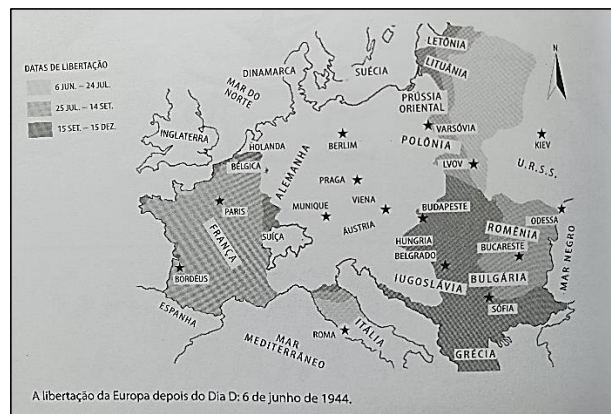 DATAS DE LIBERTAÇÃO
6 JUN. – 24 JUL.
25 JUL. – 14 SET.
15 SET. – 15 DEZ.
LETÔNIA
LITUÂNIA
SUÉCIA
DINAMARCA
MAR DO
NORTE
N
PRÚSSIA
ORIENTAL
INGLATERRA
HOLANDA
BERLIM
VARSÓVIA
POLÔNIA
KIEV
BÉLGICA
ALEMANHA
LVOV
U.R.S.S.
PRAGA
PARIS
MUNIQUE
VIENA
BUDAPESTE
ODESSA
FRANÇA
SUÍÇA
ÁUSTRIA
HUNGRIA
ROMÊNIA
BORDÉUS
BELGRADO
BUCARESTE
MAR NEGRO
IUGOSLÁVIA
BULGÁRIA
ESPANHA
ITÁLIA
SÓFIA
ROMA
MAR
MEDITERRÂNEO
GRÉCIA
A libertação da Europa depois do Dia D: 6 de junho de 1944.